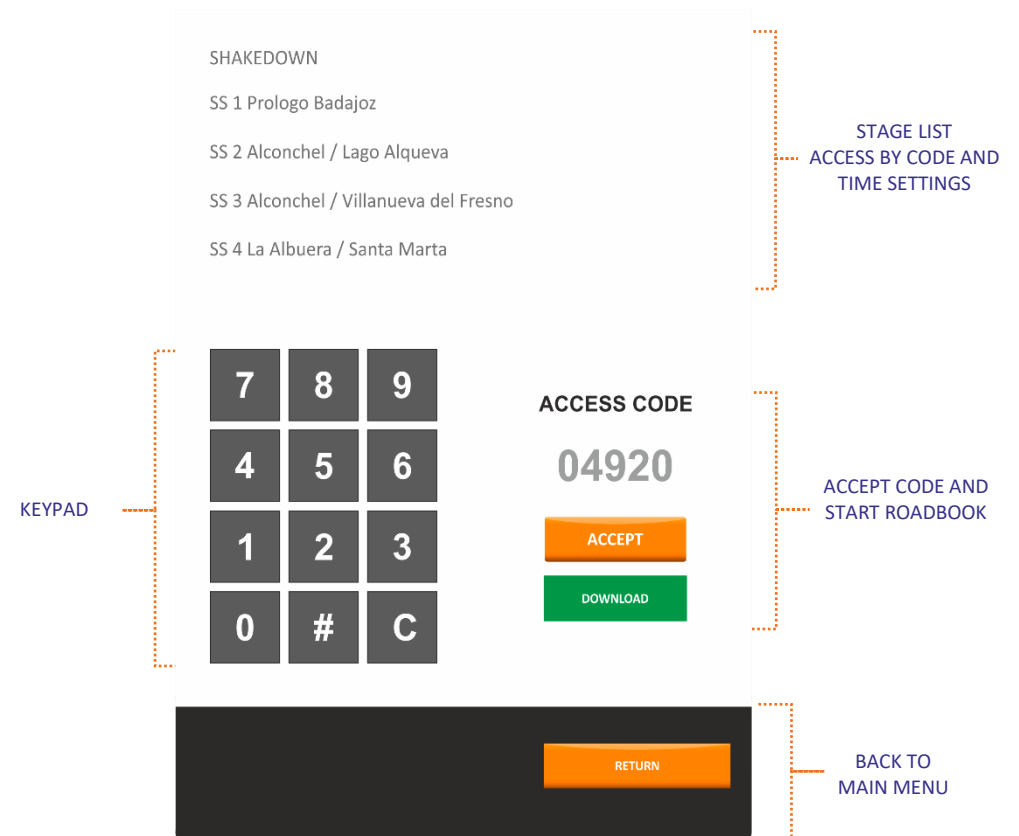 SHAKEDOWN
SS 1 Prologo Badajoz
SS 2 Alconchel / Lago Alqueva
SS 3 Alconchel / Villanueva del Fresno
SS 4 La Albuera / Santa Marta
STAGE LIST
ACCESS BY CODE AND
TIME SETTINGS
KEYPAD
7 8 9
4 5 6
1 2 3
0 # C
ACCESS CODE
04920
ACCEPT
DOWNLOAD
ACCEPT CODE AND
START ROADBOOK
RETURN
BACK TO
MAIN MENU